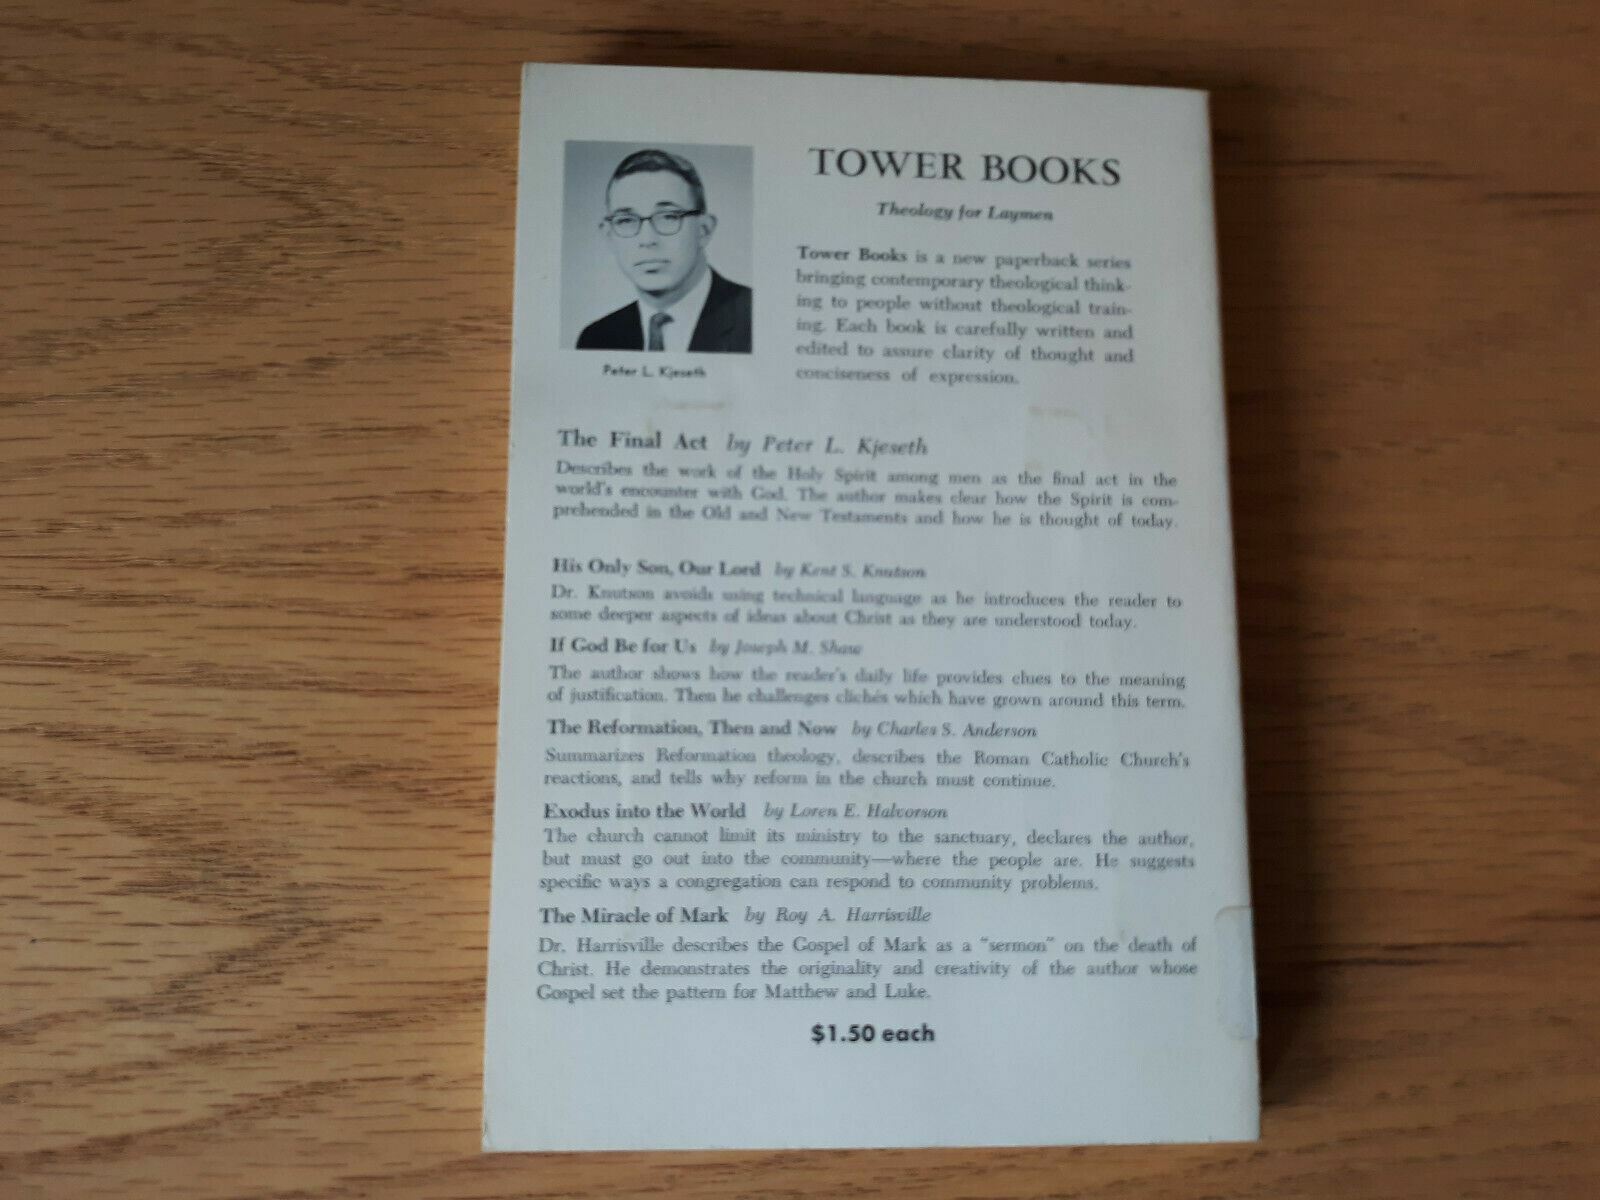 TOWER BOOKS
Theology for Laymen
Tower Books is a new paperback series
bringing contemporary theological think-
ing to people without theological train-
ing. Each book is carefully written and
edited to assure clarity of thought and
conciseness of expression.
Peter L. Kjeseth
The Final Act by Peter L. Kjeseth
Describes the work of the Holy Spirit among men as the final act in the
world's encounter with God. The author makes clear how the Spirit is com-
prehended in the Old and New Testaments and how he is thought of today.
His Only Son, Our Lord by Kent S. Knutson
Dr. Knutson avoids using technical language as he introduces the reader to
some deeper aspects of ideas about Christ as they are understood today.
If God Be for Us by Joseph M. Shaw
The author shows how the reader's daily life provides clues to the meaning
of justification. Then he challenges clichés which have grown around this term.
The Reformation, Then and Now by Charles S. Anderson
Summarizes Reformation theology, describes the Roman Catholic Church's
reactions, and tells why reform in the church must continue.
Exodus into the World by Loren E. Halvorson
The church cannot limit its ministry to the sanctuary, declares the author,
but must go out into the community—where the people are. He suggests
specific ways a congregation can respond to community problems.
The Miracle of Mark by Roy A. Harrisville
Dr. Harrisville describes the Gospel of Mark as a "sermon" on the death of
Christ. He demonstrates the originality and creativity of the author whose
Gospel set the pattern for Matthew and Luke.
$1.50 each